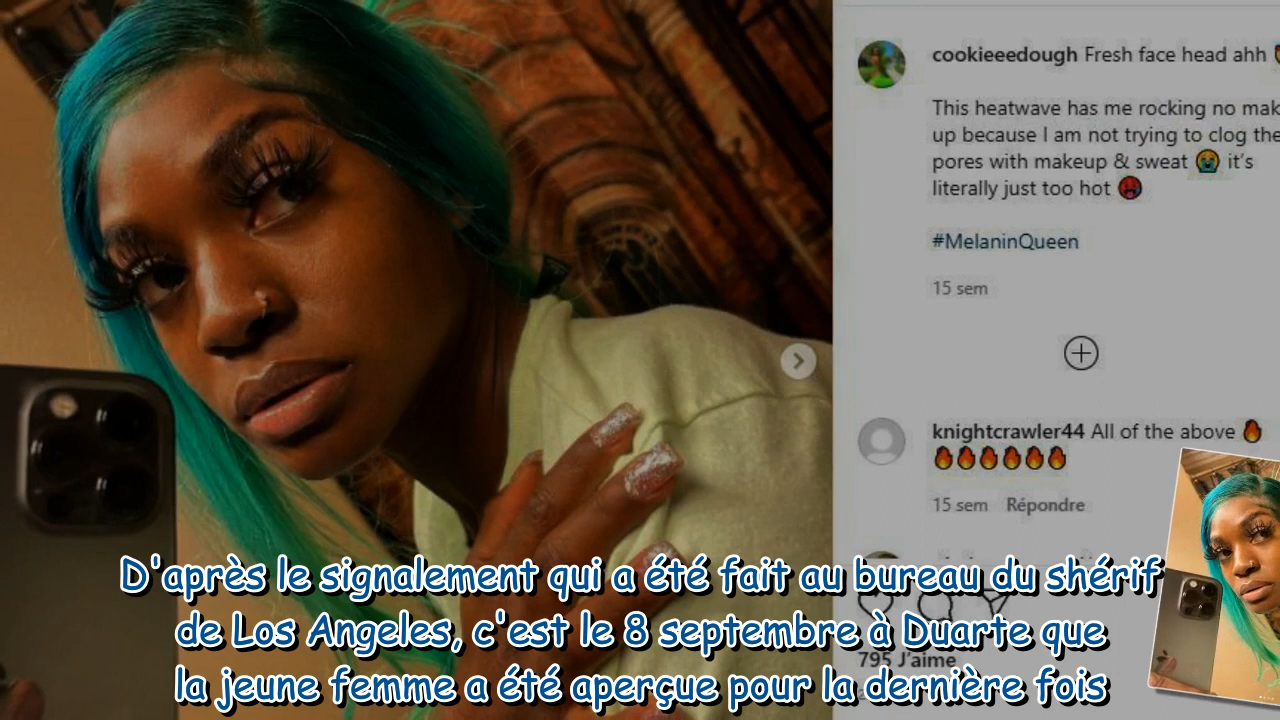 cookieeedough Fresh face head ahh
This heatwave has me rocking no mak
up because I am not trying to clog the
pores with makeup & sweat 😭 it's
literally just too hot 🥵
#MelaninQueen
15 sem
knightcrawler44 All of the above 🔥
🔥🔥🔥🔥🔥🔥
15 sem Répondre
D'après le signalement qui a été fait au bureau du shérif
de Los Angeles, c'est le 8 septembre à Duarte que
795 J'aime
la jeune femme a été aperçue pour la dernière fois